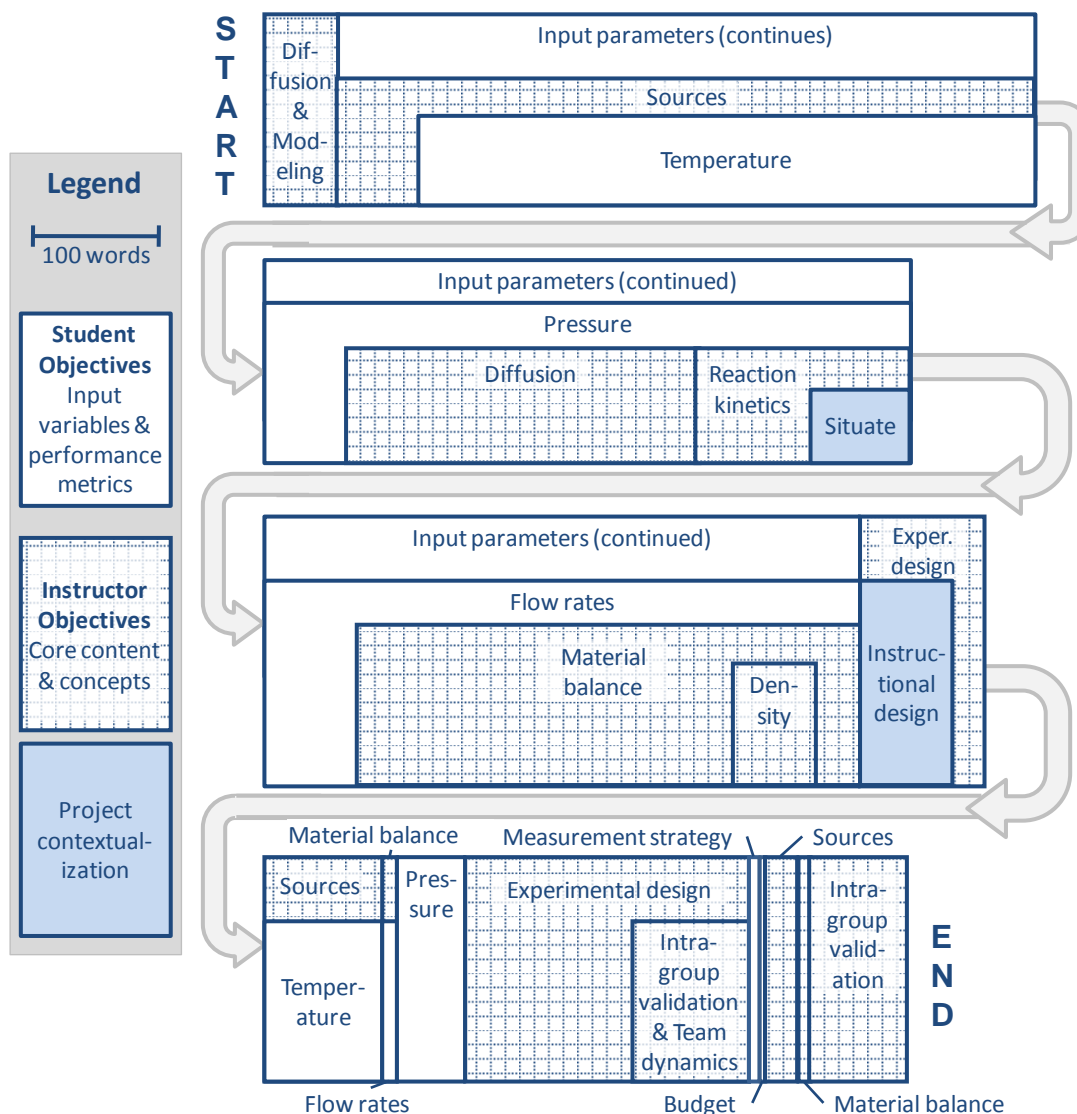 START
Dif-
fusion
&
Mod-
eling
Input parameters (continues)
Sources
Temperature
Legend
100 words
Student
Objectives
Input
variables &
performance
metrics
Instructor
Objectives
Core content
& concepts
Project
contextual-
ization
Input parameters (continued)
Pressure
Diffusion
Reaction
kinetics
Situate
Input parameters (continued)
Exper.
design
Flow rates
Material
balance
Den-
sity
Instruc-
tional
design
Material balance
Measurement strategy
Sources
Sources
Pres-
sure
Experimental design
Intra-
group
valid-
ation
Temper-
ature
Intra-
group
validation
& Team
dynamics
END
Flow rates
Budget
Material balance